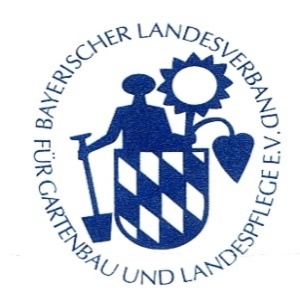 BAYERISCHER LANDESVERBAND
FÜR GARTENBAU UND LANDESPFLEGE E.V.